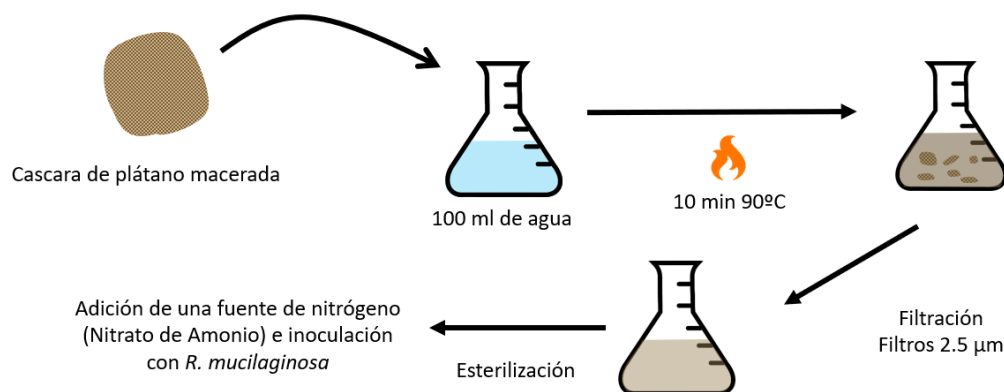 Cascara de plátano macerada
100 ml de agua
10 min 90ºC
Filtración
Filtros 2.5 µm
Esterilización
Adición de una fuente de nitrógeno
(Nitrato de Amonio) e inoculación
con R. mucilaginosa